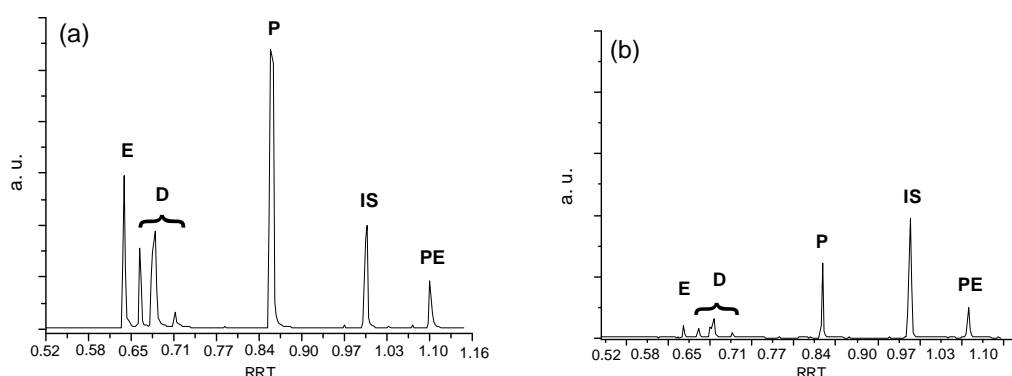 (a)
P
E
D
IS
PE
a. u.
0.52 0.58 0.65 0.71 0.77 0.84 0.90 0.97 1.03 1.10 1.16
RRT
(b)
IS
P
PE
E
D
a. u.
0.52 0.58 0.65 0.71 0.77 0.84 0.90 0.97 1.03 1.10
RRT